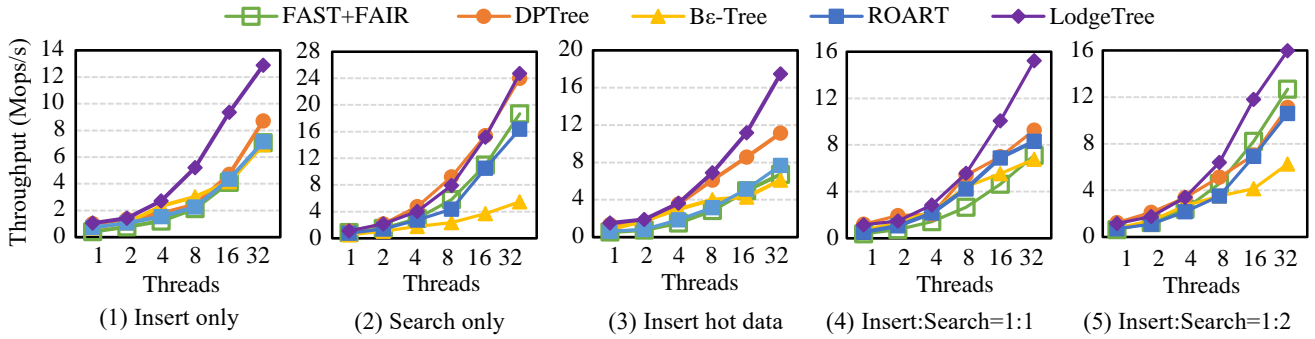 FAST+FAIR DPTree Bε-Tree ROART LodgeTree
Throughput (Mops/s)
14
12
10
8
6
4
2
0
1 2 4 8 16 32
Threads
(1) Insert only
28
24
20
16
12
8
4
0
1 2 4 8 16 32
Threads
(2) Search only
20
16
12
8
4
0
1 2 4 8 16 32
Threads
(3) Insert hot data
16
12
8
4
0
1 2 4 8 16 32
Threads
(4) Insert:Search=1:1
16
12
8
4
0
1 2 4 8 16 32
Threads
(5) Insert:Search=1:2